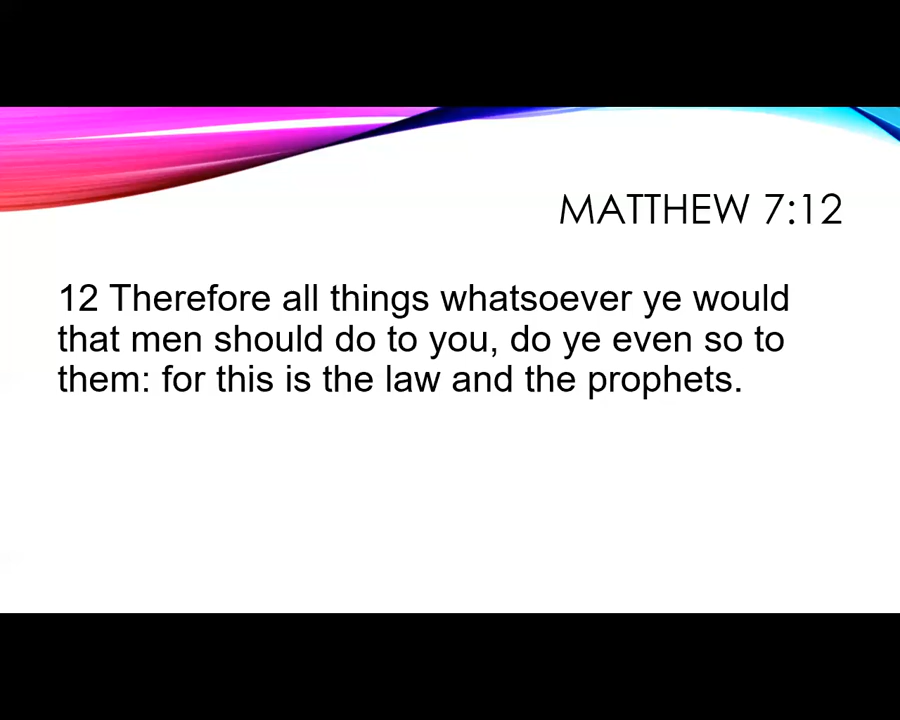 MATTHEW 7:12
12 Therefore all things whatsoever ye would
that men should do to you, do ye even so to
them: for this is the law and the prophets.